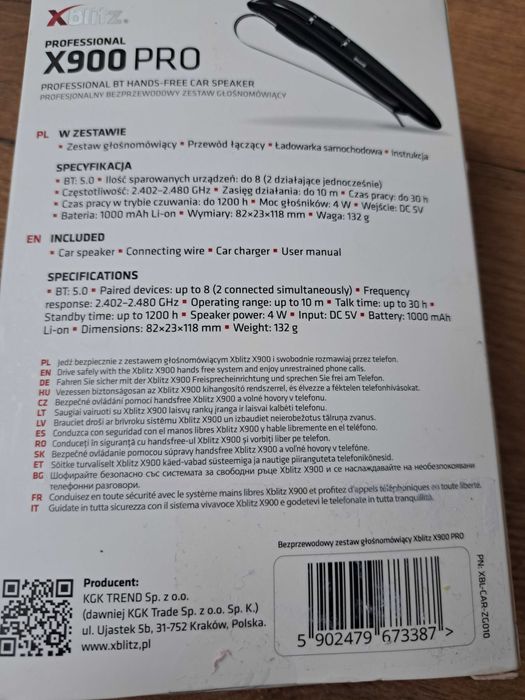 Xblitz.
PROFESSIONAL
X900 PRO
PROFESSIONAL BT HANDS-FREE CAR SPEAKER
PROFESJONALNY BEZPRZEWODOWY ZESTAW GŁOŚNOMÓWIĄCY
PL W ZESTAWIE
▪ Zestaw głośnomówiący ▪ Przewód łączący ▪ Ładowarka samochodowa ▪ Instrukcja
SPECYFIKACJA
▪ BT: 5.0 ▪ Ilość sparowanych urządzeń: do 8 (2 działające jednocześnie)
▪ Częstotliwość: 2.402–2.480 GHz ▪ Zasięg działania: do 10 m ▪ Czas pracy: do 30 h
▪ Czas pracy w trybie czuwania: do 1200 h ▪ Moc głośników: 4 W ▪ Wejście: DC 5V
▪ Bateria: 1000 mAh Li-on ▪ Wymiary: 82×23×118 mm ▪ Waga: 132 g
EN INCLUDED
▪ Car speaker ▪ Connecting wire ▪ Car charger ▪ User manual
SPECIFICATIONS
▪ BT: 5.0 ▪ Paired devices: up to 8 (2 connected simultaneously) ▪ Frequency
response: 2.402–2.480 GHz ▪ Operating range: up to 10 m ▪ Talk time: up to 30 h ▪
Standby time: up to 1200 h ▪ Speaker power: 4 W ▪ Input: DC 5V ▪ Battery: 1000 mAh
Li-on ▪ Dimensions: 82×23×118 mm ▪ Weight: 132 g
PL Jedź bezpiecznie z zestawem głośnomówiącym Xblitz X900 i swobodnie rozmawiaj przez telefon.
EN Drive safely with the Xblitz X900 hands free system and enjoy unrestricted phone calls.
DE Fahren Sie sicher mit der Xblitz X900 Freisprecheinrichtung und sprechen Sie frei am Telefon.
HU Vezessen biztonságosan az Xblitz X900 kihangosító rendszerrel, és élvezze a féktelen telefonhívásokat.
CZ Bezpečné ovládání pomocí handsfree Xblitz X900 a volné hovory v telefonu.
LT Saugiai vairuoti su Xblitz X900 laisvų rankų įranga ir laisvai kalbėti telefonu.
LV Brauciet droši ar brīvroku sistēmu Xblitz X900 un izbaudiet neierobežotus tālruņa zvanus.
ES Conduzca con seguridad con el manos libres Xblitz X900 y hable libremente en el teléfono.
RO Conduceți în siguranță cu handsfree-ul Xblitz X900 și vorbiți liber pe telefon.
SK Bezpečné ovládanie pomocou súpravy handsfree Xblitz X900 a voľné hovory v telefóne.
ET Sõitke turvaliselt Xblitz X900 käed-vabad süsteemiga ja nautige piiranguteta telefonikõnesid.
BG Шофирайте безопасно със системата за свободни ръце Xblitz X900 и се наслаждавайте на неограничавани
телефонни разговори.
FR Conduisez en toute sécurité avec le système mains libres Xblitz X900 et profitez d'appels téléphoniques en toute liberté.
IT Guidate in tutta sicurezza con il sistema vivavoce Xblitz X900 e godetevi le telefonate in tutta tranquillità.
Bezprzewodowy zestaw głośnomówiący Xblitz X900 PRO
PN: XBL-CAR-ZG010
Producent:
KGK TREND Sp. z o.o.
(dawniej KGK Trade Sp. z o.o. Sp. K.)
ul. Ujastek 5b, 31-752 Kraków, Polska.
www.xblitz.pl
5 902479 673387 >